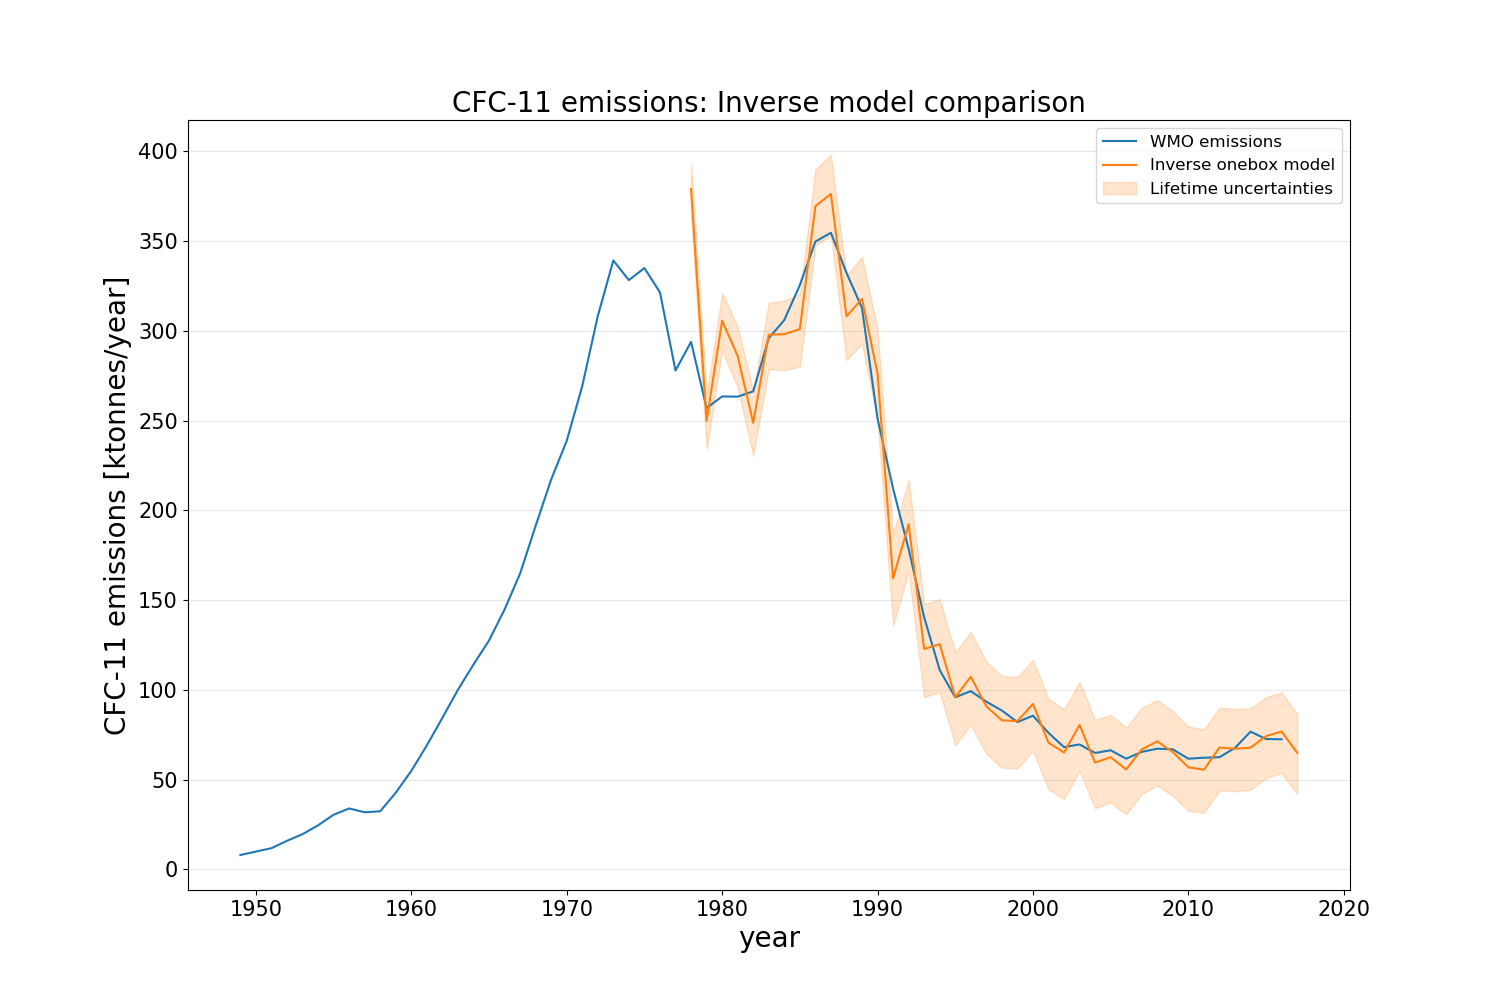 CFC-11 emissions: Inverse model comparison
WMO emissions
Inverse onebox model
Lifetime uncertainties
CFC-11 emissions [ktonnes/year]
400
350
300
250
200
150
100
50
0
1950 1960 1970 1980 1990 2000 2010 2020
year